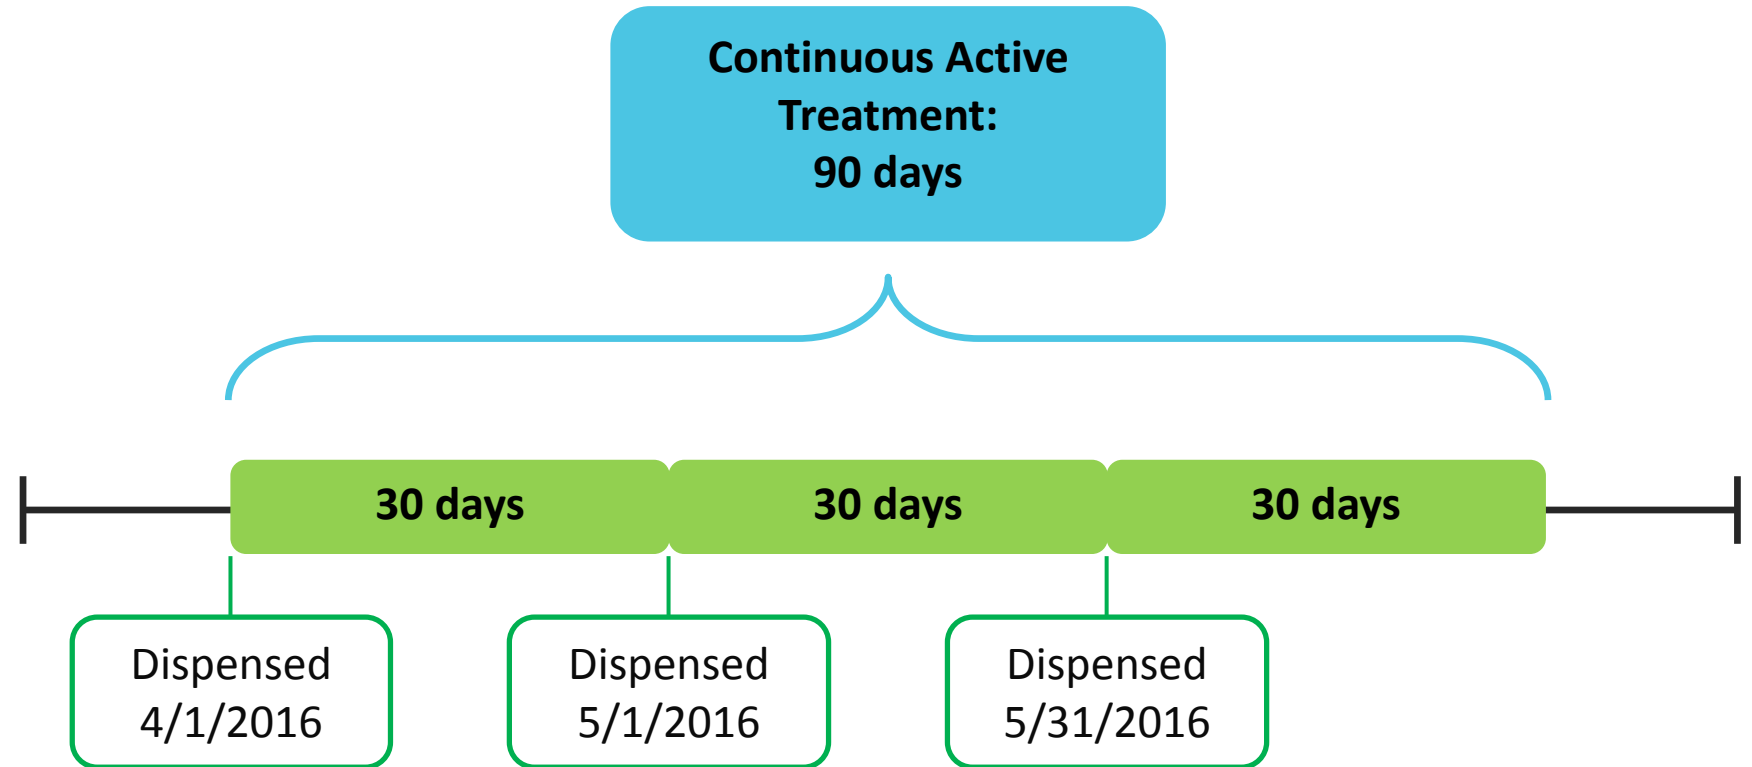 Continuous Active
Treatment:
90 days
30 days
30 days
30 days
Dispensed
4/1/2016
Dispensed
5/1/2016
Dispensed
5/31/2016